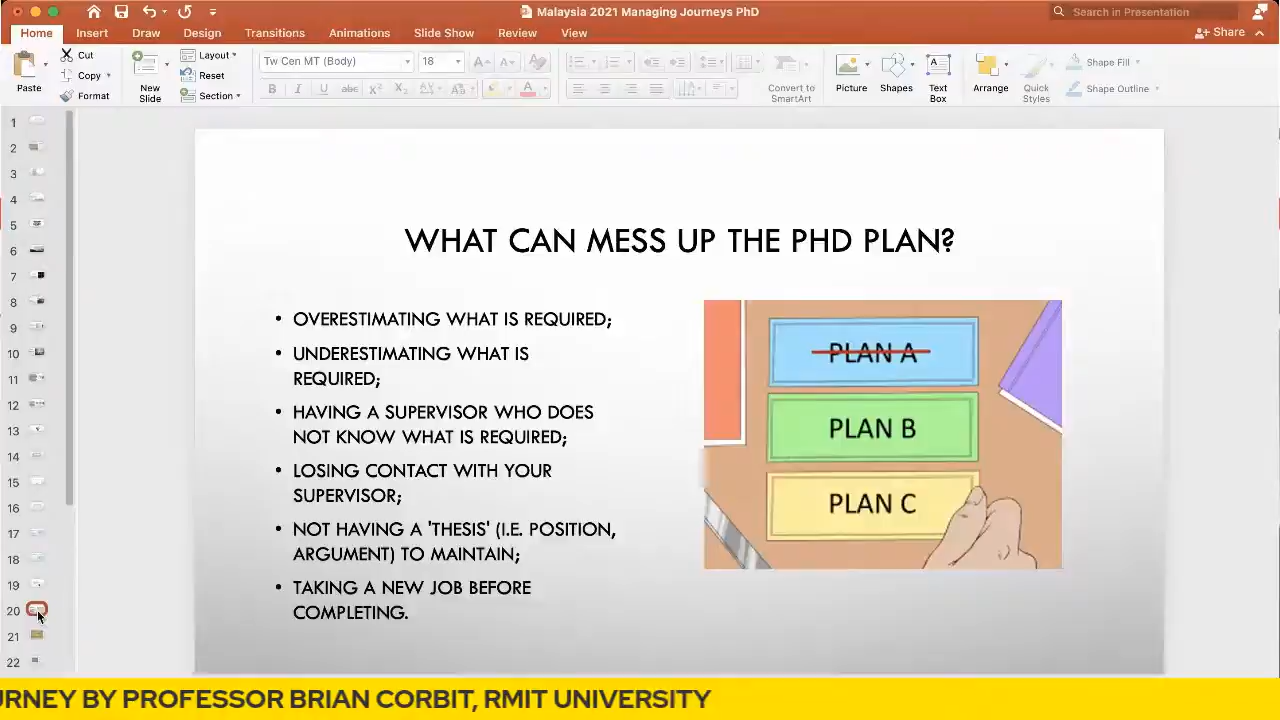 Malaysia 2021 Managing Journeys PhD
Search in Presentation
Home Insert Draw Design Transitions Animations Slide Show Review View
Share
Paste
Cut
Copy
Format
New
Slide
Layout
Reset
Section
Tw Cen MT (Body) 18
B I U abc X² X₂ AV Aa A
Convert to
SmartArt
Picture
Shapes
Text
Box
Arrange
Quick
Styles
Shape Fill
Shape Outline
1
2
3
4
5
6
7
8
9
10
11
12
13
14
15
16
17
18
19
20
21
22
WHAT CAN MESS UP THE PHD PLAN?
• OVERESTIMATING WHAT IS REQUIRED;
• UNDERESTIMATING WHAT IS
REQUIRED;
• HAVING A SUPERVISOR WHO DOES
NOT KNOW WHAT IS REQUIRED;
• LOSING CONTACT WITH YOUR
SUPERVISOR;
• NOT HAVING A 'THESIS' (I.E. POSITION,
ARGUMENT) TO MAINTAIN;
• TAKING A NEW JOB BEFORE
COMPLETING.
PLAN A
PLAN B
PLAN C
URNEY BY PROFESSOR BRIAN CORBIT, RMIT UNIVERSITY